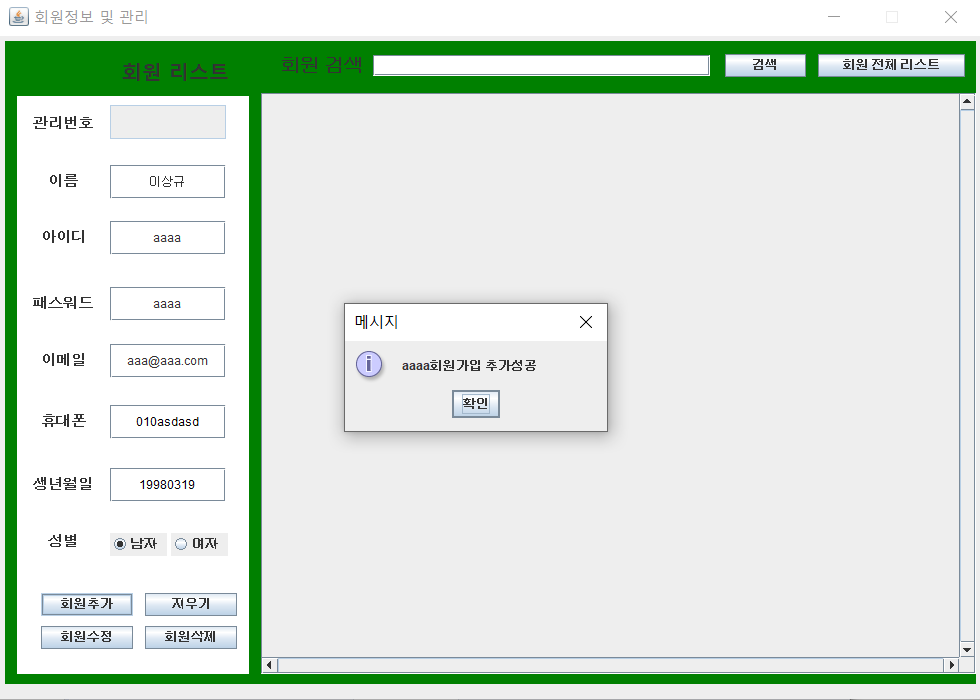 회원정보 및 관리
회원 리스트
회원 검색
검색
회원 전체 리스트
관리번호
이름
이상규
아이디
aaaa
패스워드
aaaa
이메일
aaa@aaa.com
휴대폰
010asdasd
생년월일
19980319
성별
남자
여자
회원추가
지우기
회원수정
회원삭제
메시지
aaaa회원가입 추가성공
확인